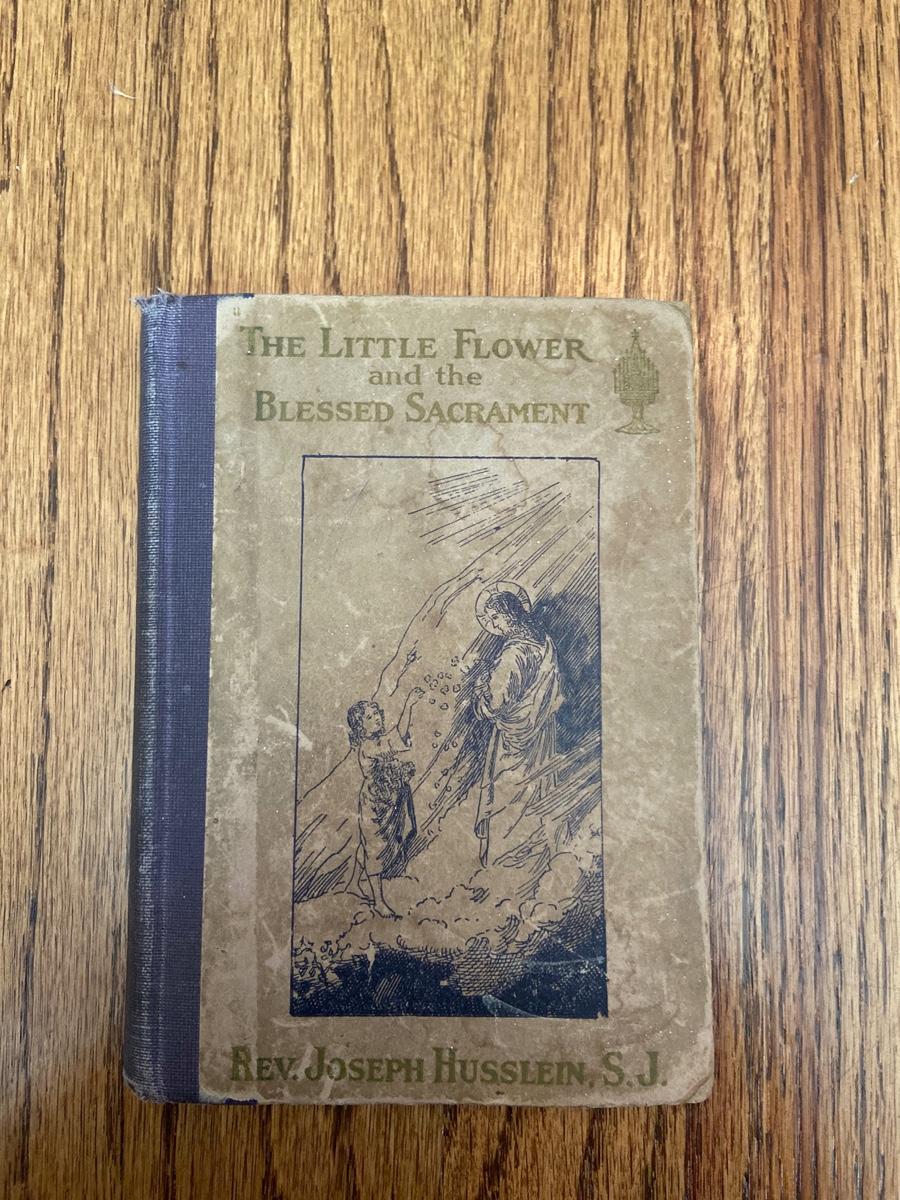 The Little Flower
and the
Blessed Sacrament
Rev. Joseph Husslein, S. J.